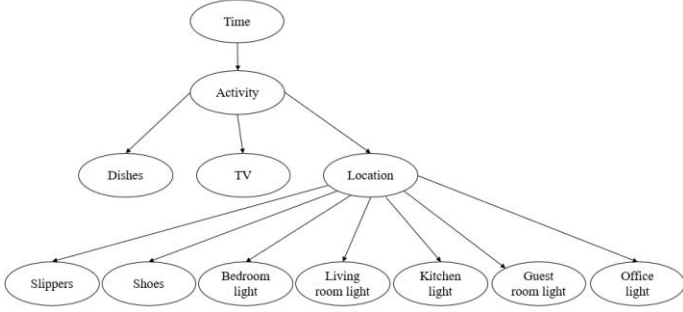 Time
Activity
Dishes
TV
Location
Slippers
Shoes
Bedroom
light
Living
room light
Kitchen
light
Guest
room light
Office
light